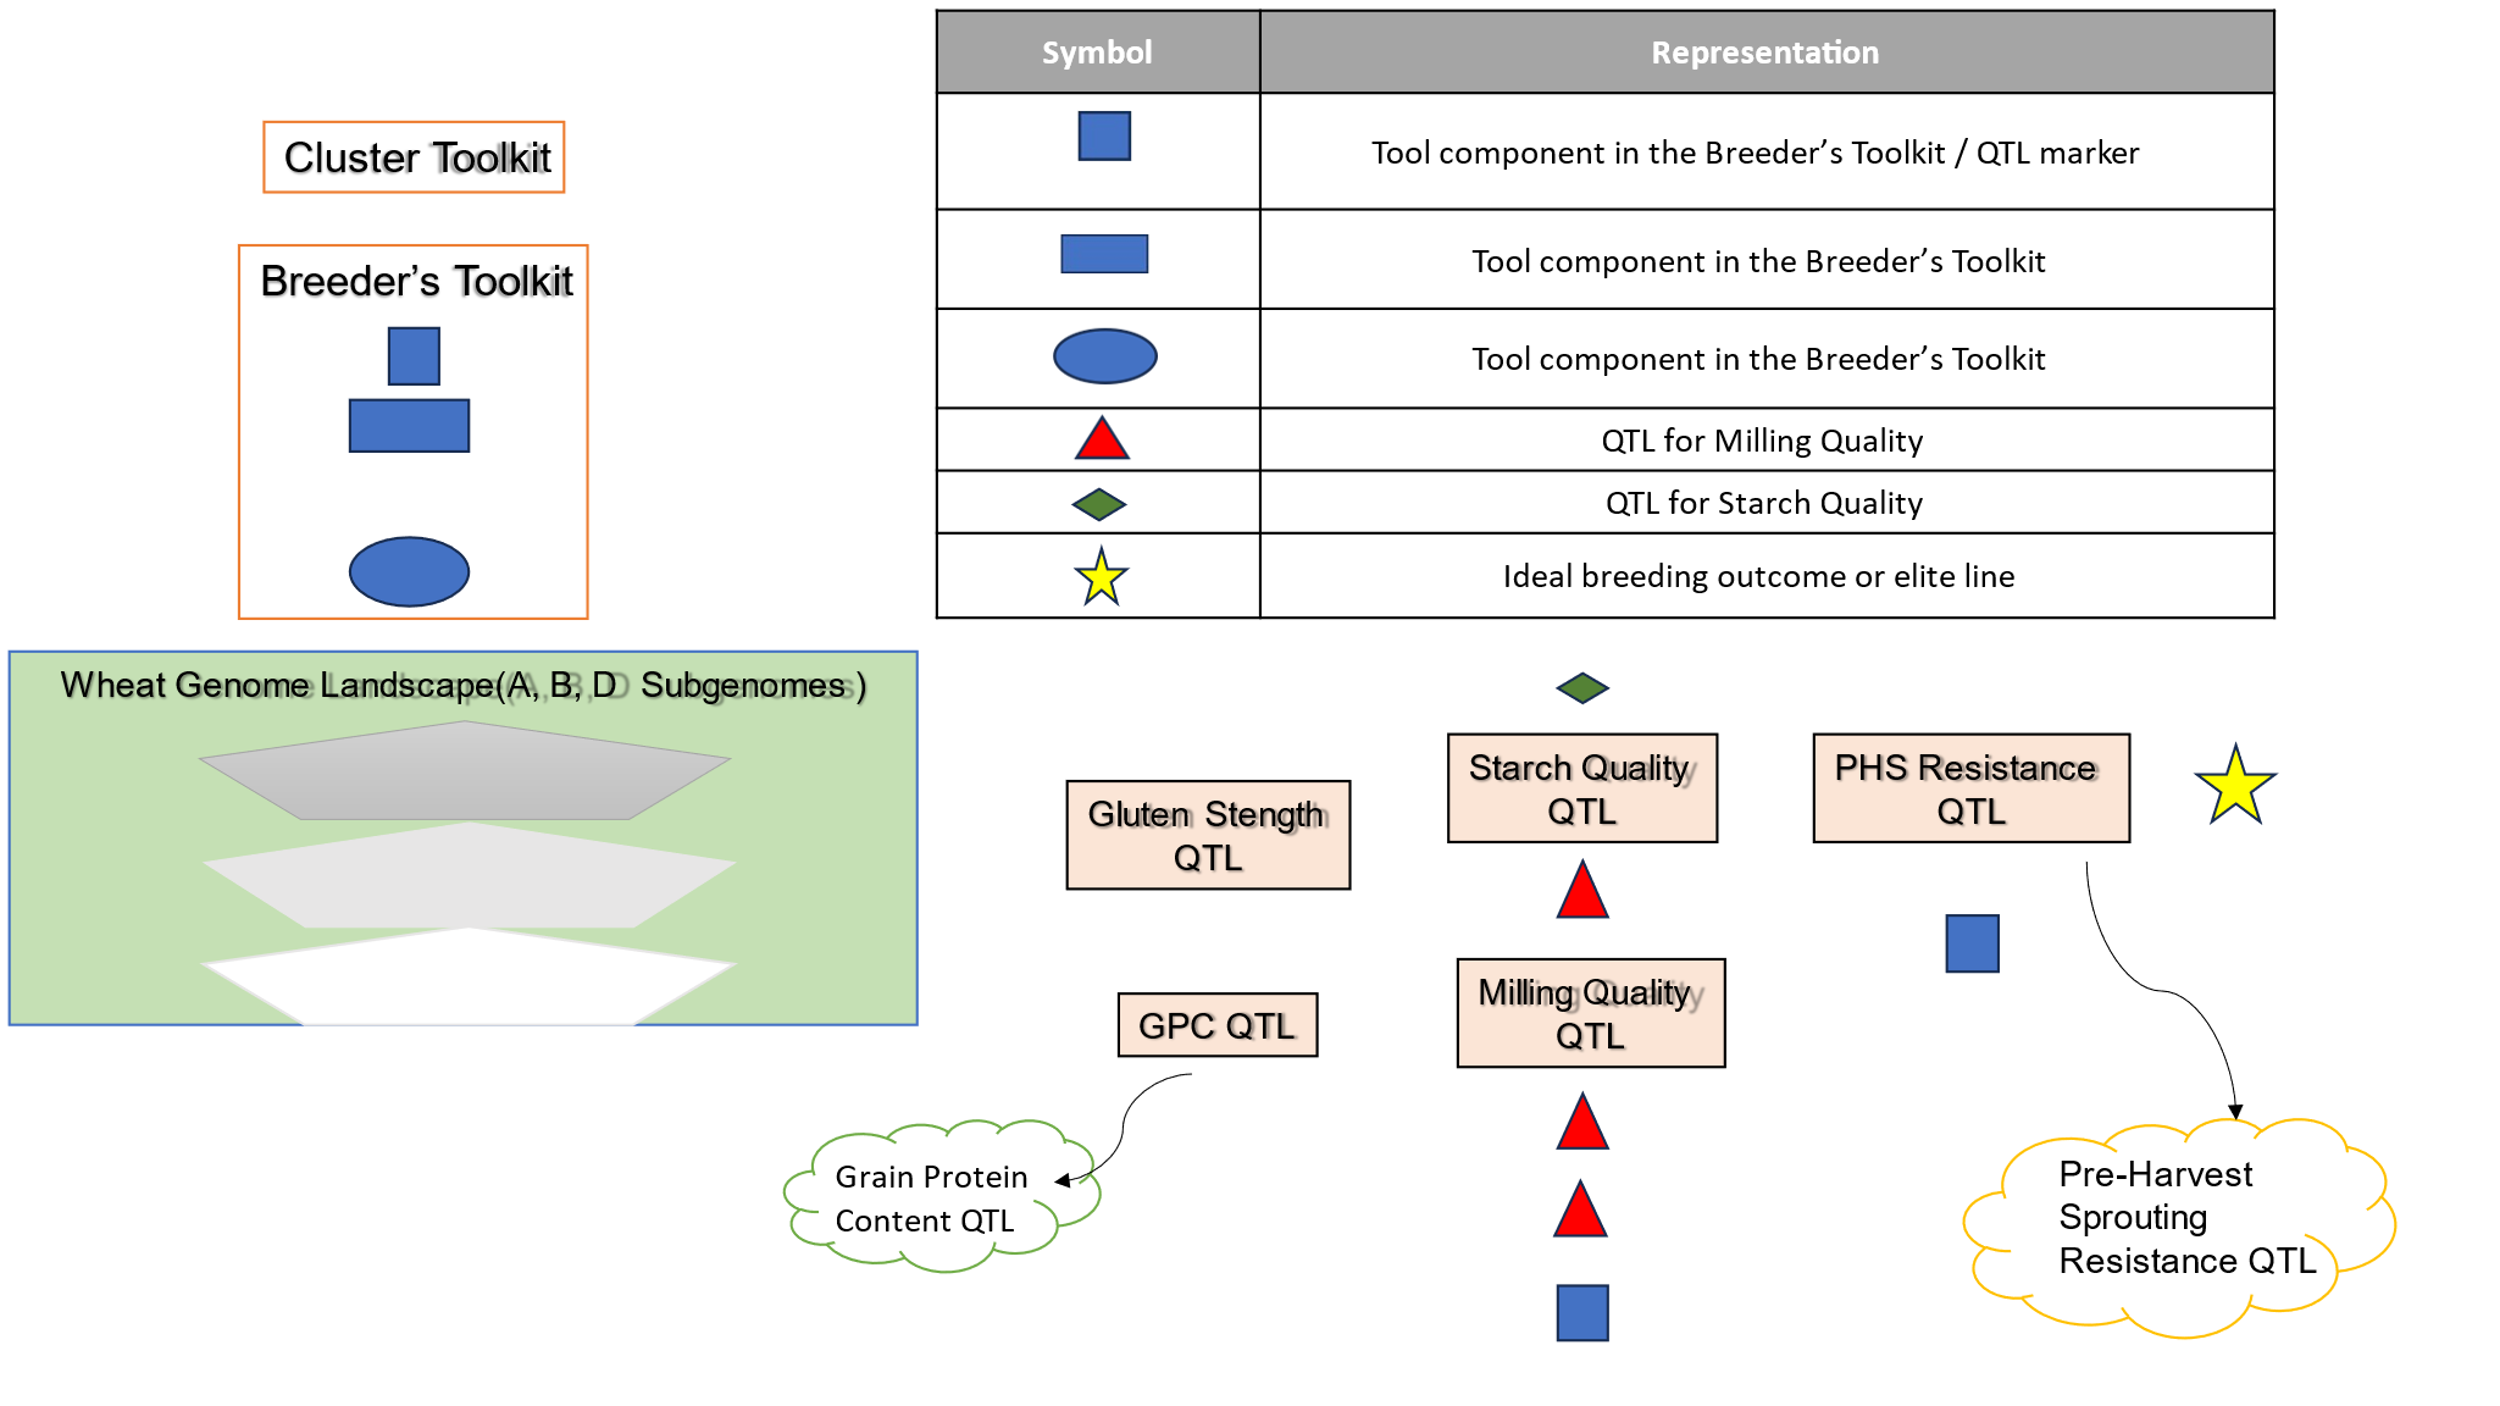 Symbol Representation
Tool component in the Breeder’s Toolkit / QTL marker
Tool component in the Breeder’s Toolkit
Tool component in the Breeder’s Toolkit
QTL for Milling Quality
QTL for Starch Quality
Ideal breeding outcome or elite line
Cluster Toolkit
Breeder’s Toolkit
Wheat Genome Landscape(A, B, D Subgenomes )
Gluten Stength
QTL
Starch Quality
QTL
PHS Resistance
QTL
GPC QTL
Milling Quality
QTL
Grain Protein
Content QTL
Pre-Harvest
Sprouting
Resistance QTL